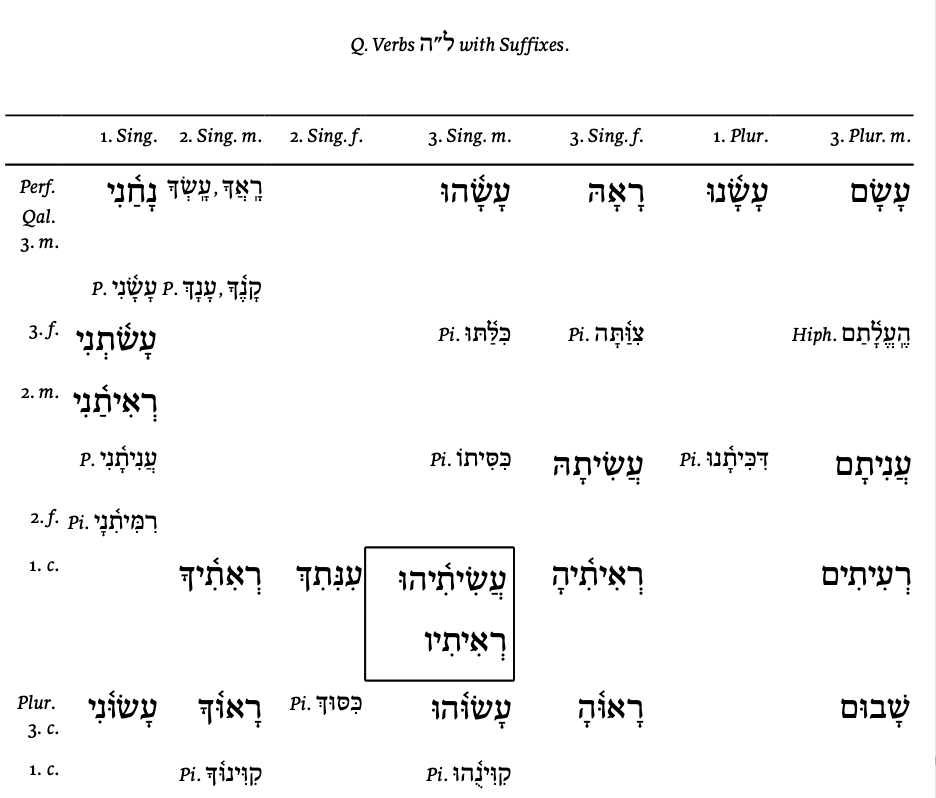 Q. Verbs ל״ה with Suffixes.
1. Sing. 2. Sing. m. 2. Sing. f. 3. Sing. m. 3. Sing. f. 1. Plur. 3. Plur. m.
Perf. נָחַ֫נִי רָֽאֲךָ, עָֽשְׂךָ עָשָׂ֫הוּ רָאָהּ עָשָׂ֫נוּ עָשָׂם
Qal.
3. m.
P. עָשָׂ֫נִי P. קָנֶ֫ךָ, עָנָךְ
3. f. עָשַׂ֫תְנִי Pi. כִּלַּ֫תּוּ Pi. צִוַּ֫תָּה Hiph. הֶֽעֱלָ֫תַם
2. m. רְאִיתַ֫נִי
P. עֲנִיתָ֫נִי Pi. כִּסִּיתוֹ עֲשִׂיתָהּ Pi. דִּכִּיתָ֫נוּ עֲנִיתָם
2. f. Pi. רִמִּיתִ֫נִי
1. c. רְאִתִ֫יךָ עִנִּתִךְ עֲשִׂיתִ֫יהוּ רְאִיתִ֫יהָ רְעִיתִים
רְאִיתִיו
Plur. עָשׂוּ֫נִי רָאוּ֫ךָ Pi. כִּסּוּךְ עָשׂוּ֫הוּ רָאוּ֫הָ שָׁבוּם
3. c.
1. c. Pi. קִוִּינוּ֫ךָ Pi. קִוִּינֻ֫הוּ